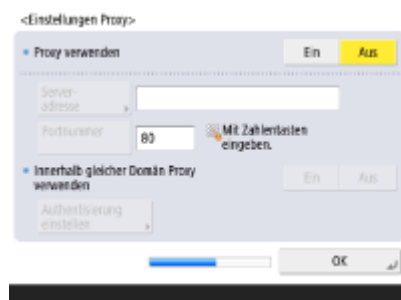 <Einstellungen Proxy>
Proxy verwenden
Ein
Aus
Server-
adresse
Portnummer
80
Mit Zahlentasten
eingeben.
Innerhalb gleicher Domän Proxy
verwenden
Ein
Aus
Authentisierung
einstellen
OK